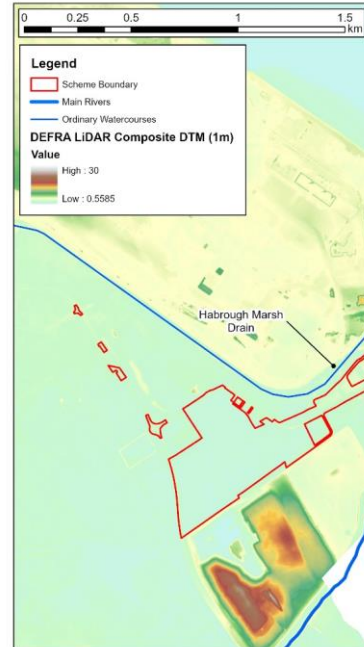 0 0.25 0.5 1 1.5
km
Legend
Scheme Boundary
Main Rivers
Ordinary Watercourses
DEFRA LiDAR Composite DTM (1m)
Value
High : 30
Low : 0.5585
Habrough Marsh
Drain